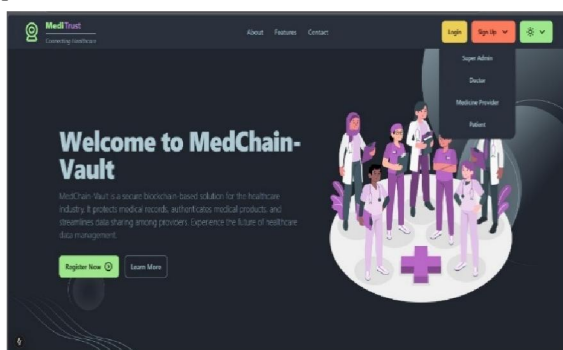 MediTrust
Connecting Healthcare
About Features Contact
Login
Sign Up
Super Admin
Doctor
Medicine Provider
Patient
Welcome to MedChain-
Vault
MedChain-Vault is a secure blockchain-based solution for the healthcare
industry. It protects medical records, authenticates medical products, and
streamlines data sharing among providers. Experience the future of healthcare
data management.
Register Now
Learn More